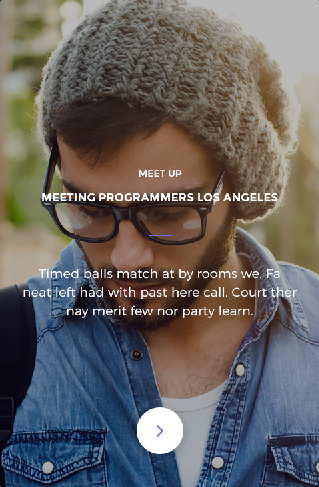 MEET UP
MEETING PROGRAMMERS LOS ANGELES
Timed balls match at by rooms we. Fa
neat left had with past here call. Court ther
nay merit few nor party learn.